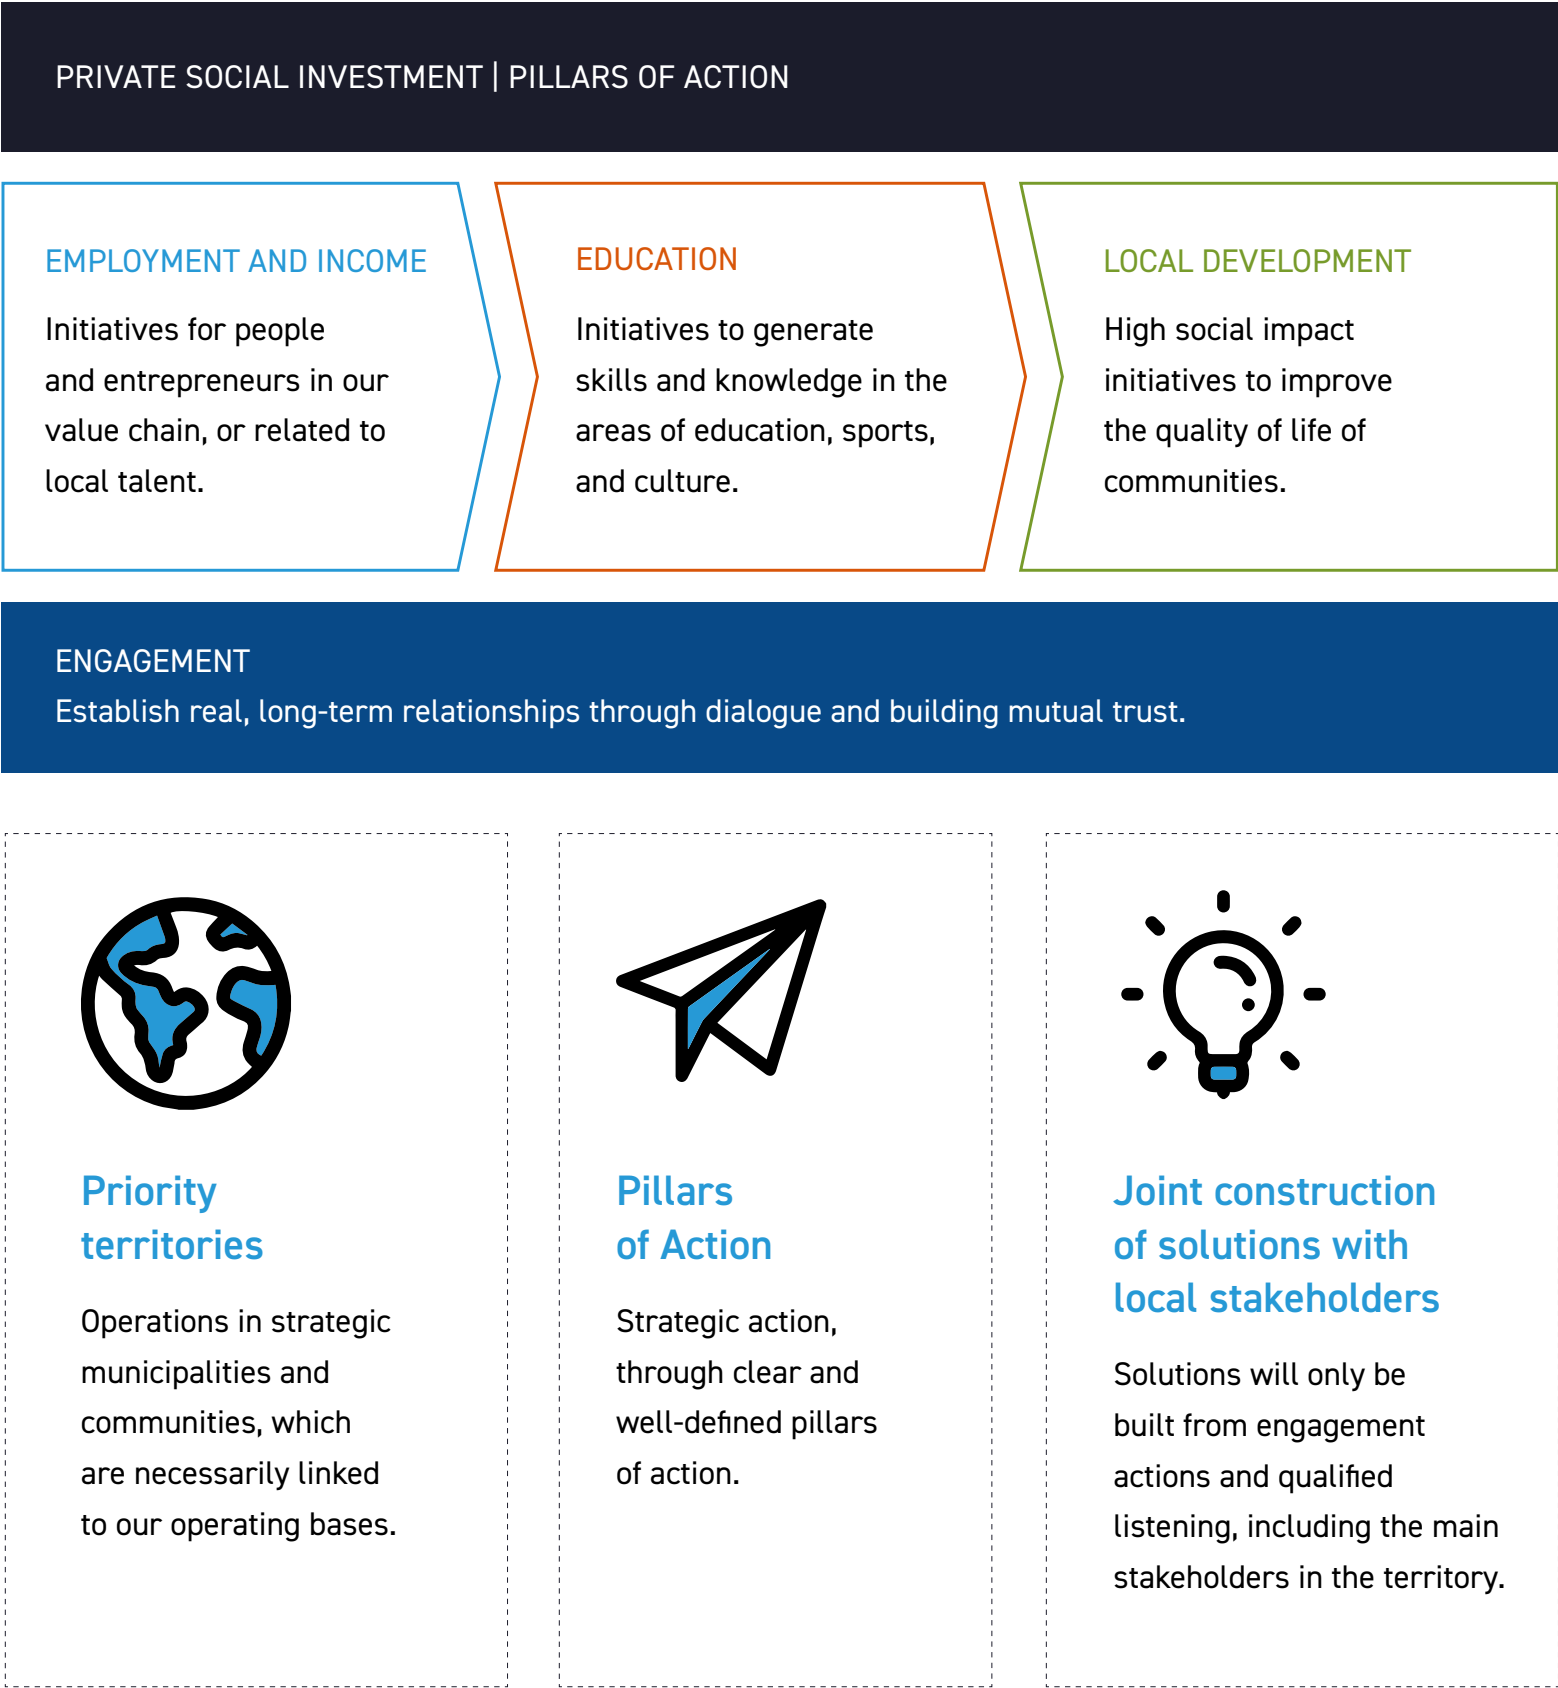 PRIVATE SOCIAL INVESTMENT | PILLARS OF ACTION
EMPLOYMENT AND INCOME
Initiatives for people
and entrepreneurs in our
value chain, or related to
local talent.
EDUCATION
Initiatives to generate
skills and knowledge in the
areas of education, sports,
and culture.
LOCAL DEVELOPMENT
High social impact
initiatives to improve
the quality of life of
communities.
ENGAGEMENT
Establish real, long-term relationships through dialogue and building mutual trust.
Priority
territories
Operations in strategic
municipalities and
communities, which
are necessarily linked
to our operating bases.
Pillars
of Action
Strategic action,
through clear and
well-defined pillars
of action.
Joint construction
of solutions with
local stakeholders
Solutions will only be
built from engagement
actions and qualified
listening, including the main
stakeholders in the territory.